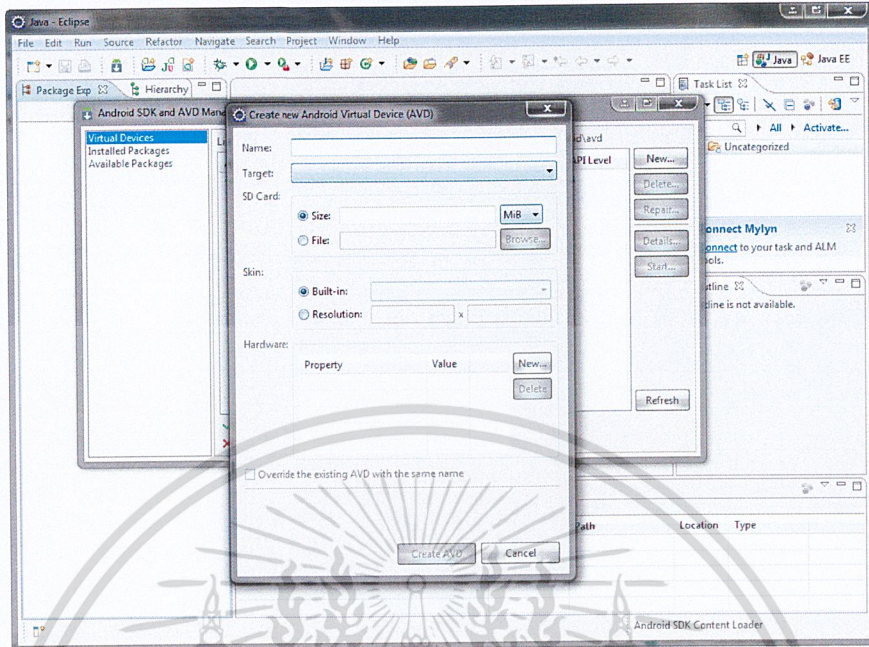 Java - Eclipse
File Edit Run Source Refactor Navigate Search Project Window Help
Java Java EE
Package Exp Hierarchy
Task List
Android SDK and AVD Mana
Virtual Devices
Installed Packages
Available Packages
Create new Android Virtual Device (AVD)
Name:
Target:
SD Card:
Size: MiB
File: Browse...
Skin:
Built-in:
Resolution: x
Hardware:
Property Value New...
Delete
Override the existing AVD with the same name
Create AVD Cancel
id\avd
API Level New...
Delete...
Repair...
Details...
Start...
Refresh
All Activate...
Uncategorized
onnect Mylyn
onnect to your task and ALM
ools.
utline
tline is not available.
Path Location Type
Android SDK Content Loader